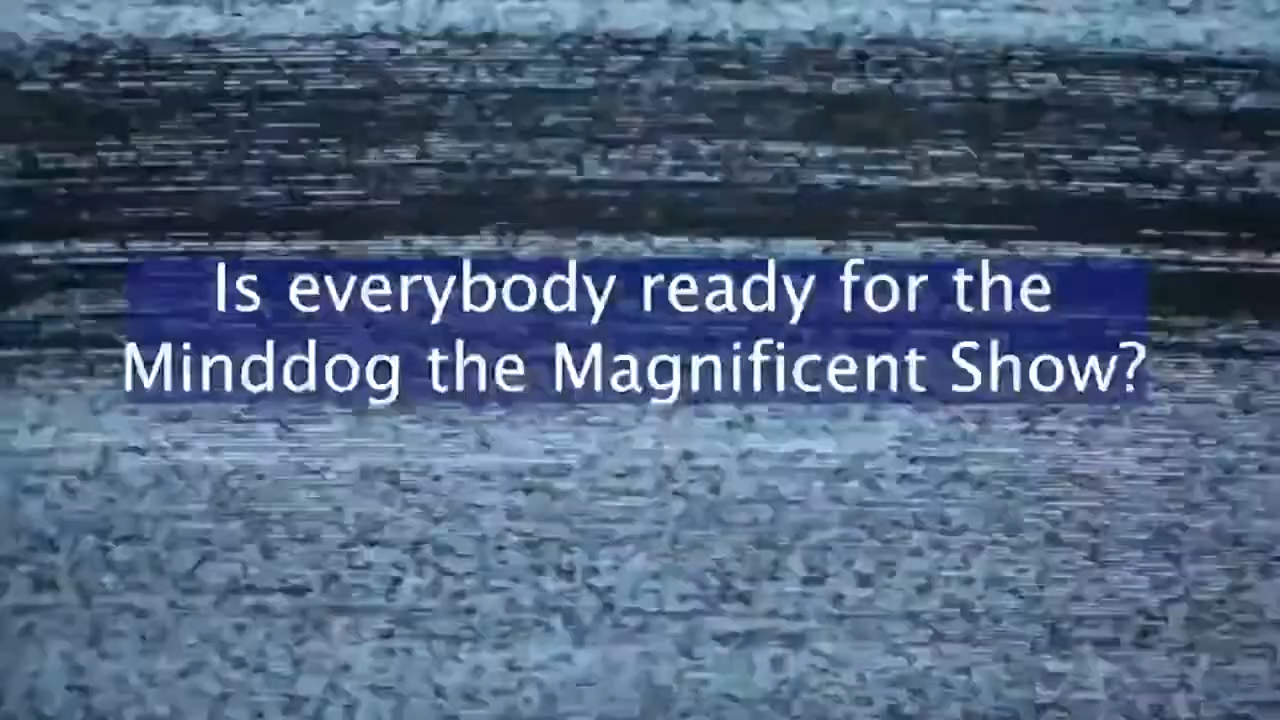 Is everybody ready for the
Minddog the Magnificent Show?